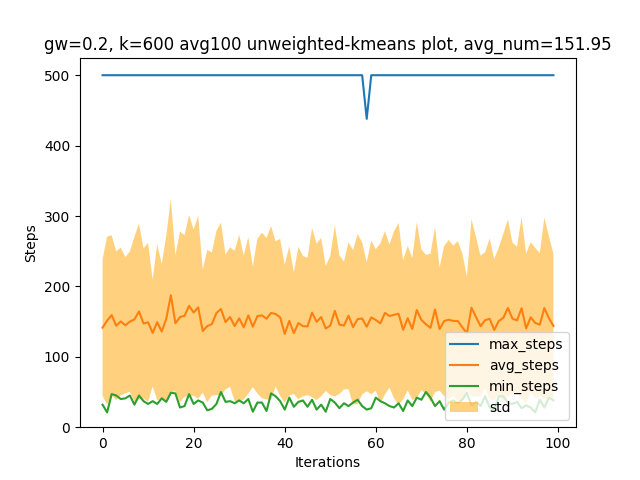 gw=0.2, k=600 avg100 unweighted-kmeans plot, avg_num=151.95
500
400
300
200
100
0
Steps
max_steps
avg_steps
min_steps
std
0 20 40 60 80 100
Iterations